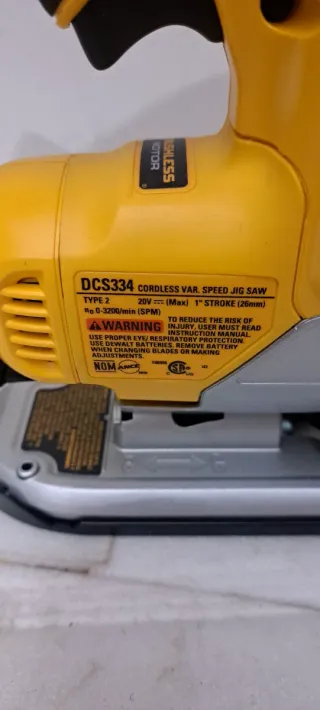 BRUSHLESS
MOTOR
DCS334 CORDLESS VAR. SPEED JIG SAW
TYPE 2 20V (Max) 1" STROKE (26mm)
n0 0-3200/min (SPM)
WARNING TO REDUCE THE RISK OF
INJURY, USER MUST READ
INSTRUCTION MANUAL.
USE PROPER EYE/ RESPIRATORY PROTECTION.
USE DEWALT BATTERIES. REMOVE BATTERY
WHEN CHANGING BLADES OR MAKING
ADJUSTMENTS.
NOM